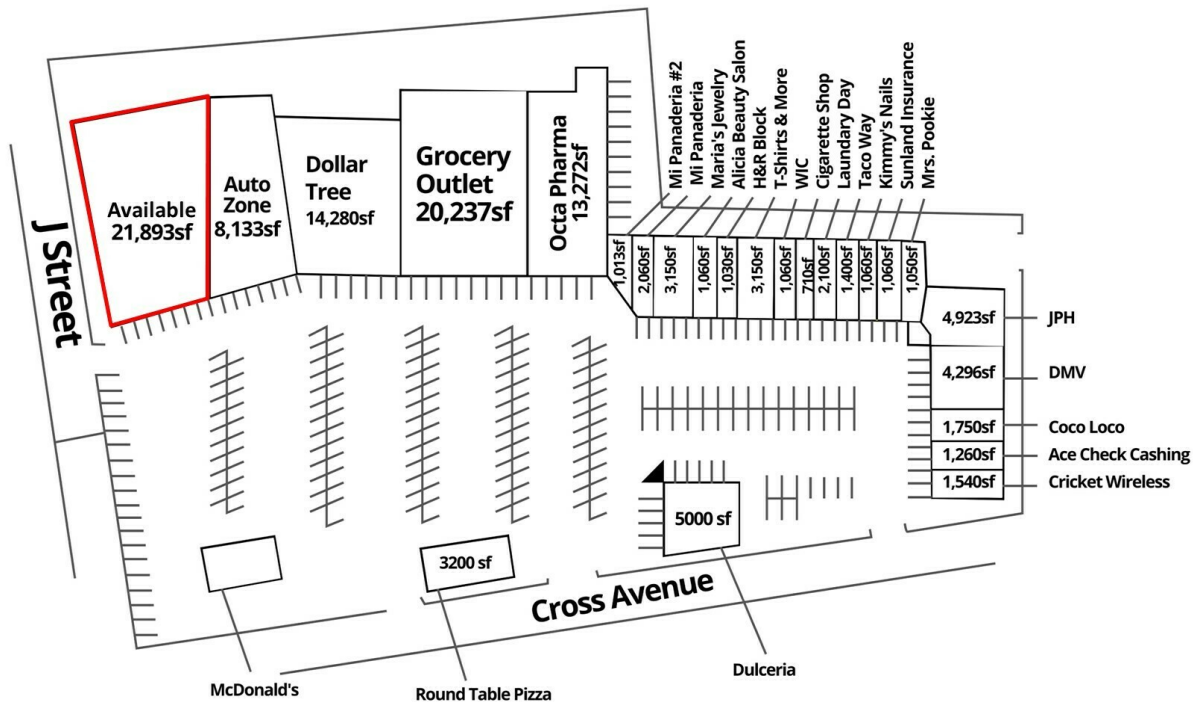 Mi Panaderia #2
Mi Panaderia
Maria's Jewelry
Alicia Beauty Salon
H&R Block
T-Shirts & More
WIC
Cigarette Shop
Laundary Day
Taco Way
Kimmy's Nails
Sunland Insurance
Mrs. Pookie
Available
21,893sf
Auto
Zone
8,133sf
Dollar
Tree
14,280sf
Grocery
Outlet
20,237sf
Octa Pharma
13,272sf
1,013sf
2,060sf
3,150sf
1,060sf
1,030sf
3,150sf
1,060sf
710sf
2,100sf
1,400sf
1,060sf
1,060sf
1,050sf
J Street
4,923sf
JPH
4,296sf
DMV
1,750sf
Coco Loco
1,260sf
Ace Check Cashing
1,540sf
Cricket Wireless
5000 sf
3200 sf
Cross Avenue
Dulceria
McDonald's
Round Table Pizza